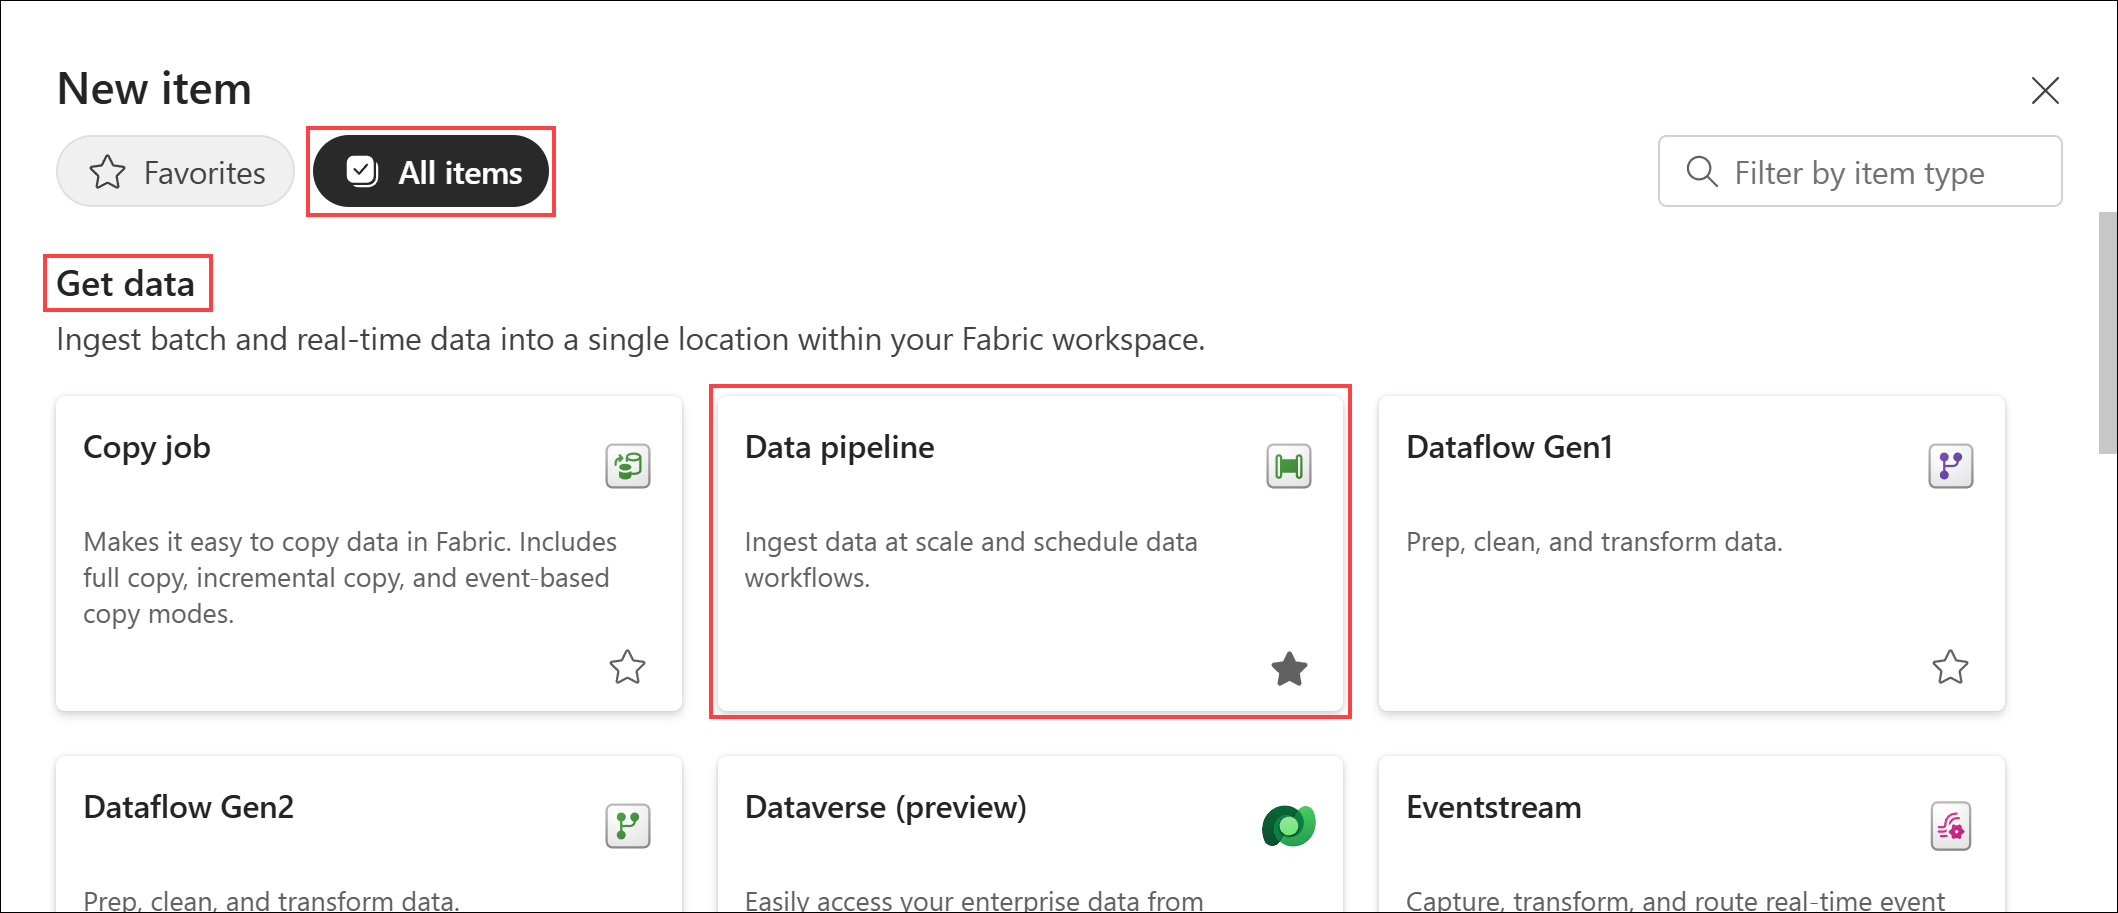 New item
Favorites
All items
Filter by item type
Get data
Ingest batch and real-time data into a single location within your Fabric workspace.
Copy job
Makes it easy to copy data in Fabric. Includes
full copy, incremental copy, and event-based
copy modes.
Data pipeline
Ingest data at scale and schedule data
workflows.
Dataflow Gen1
Prep, clean, and transform data.
Dataflow Gen2
Prep, clean, and transform data.
Dataverse (preview)
Easily access your enterprise data from
Eventstream
Capture, transform, and route real-time event